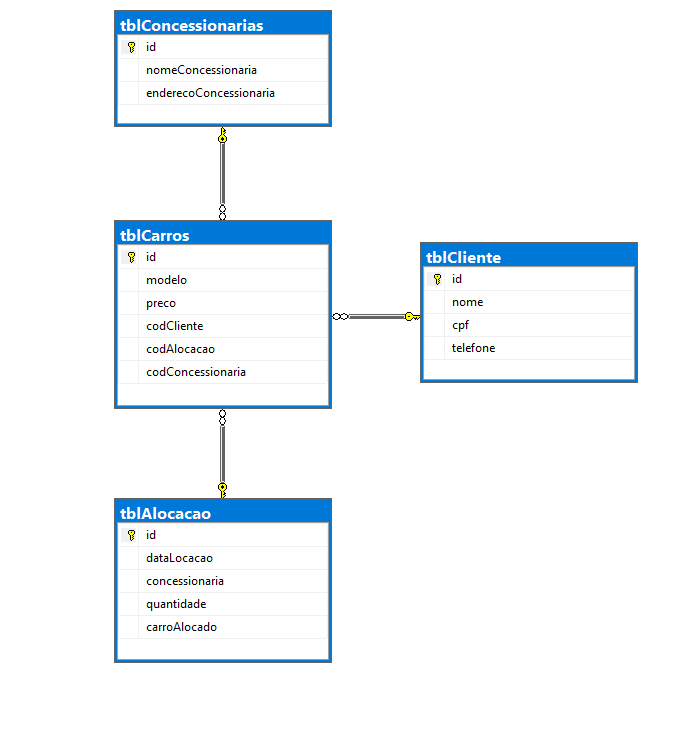 tblConcessionarias
id
nomeConcessionaria
enderecoConcessionaria
tblCarros
id
modelo
preco
codCliente
codAlocacao
codConcessionaria
tblCliente
id
nome
cpf
telefone
tblAlocacao
id
dataLocacao
concessionaria
quantidade
carroAlocado